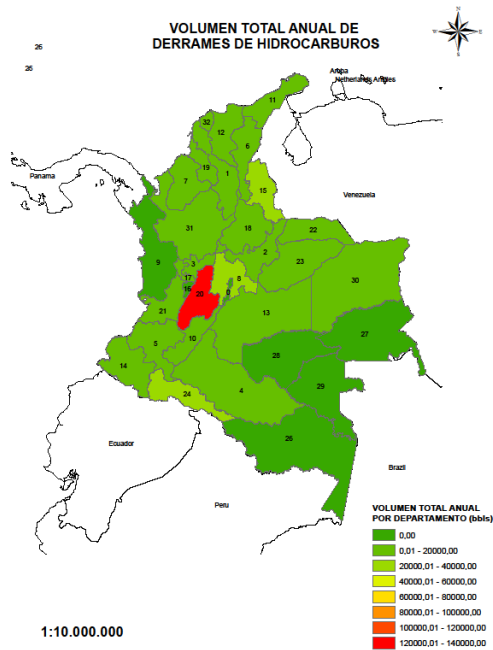 VOLUMEN TOTAL ANUAL DE
DERRAMES DE HIDROCARBUROS
N
W
E
S
26
26
Aruba
Netherlands Antilles
11
32
12
6
Panama
19
1
7
15
Venezuela
31
18
22
2
9
3
23
17
8
30
16
20
0
21
13
27
10
5
28
14
29
24
4
Ecuador
26
Brazil
Peru
VOLUMEN TOTAL ANUAL
POR DEPARTAMENTO (bbls)
0,00
0,01 - 20000,00
20000,01 - 40000,00
40000,01 - 60000,00
60000,01 - 80000,00
80000,01 - 100000,00
100000,01 - 120000,00
120000,01 - 140000,00
1:10.000.000